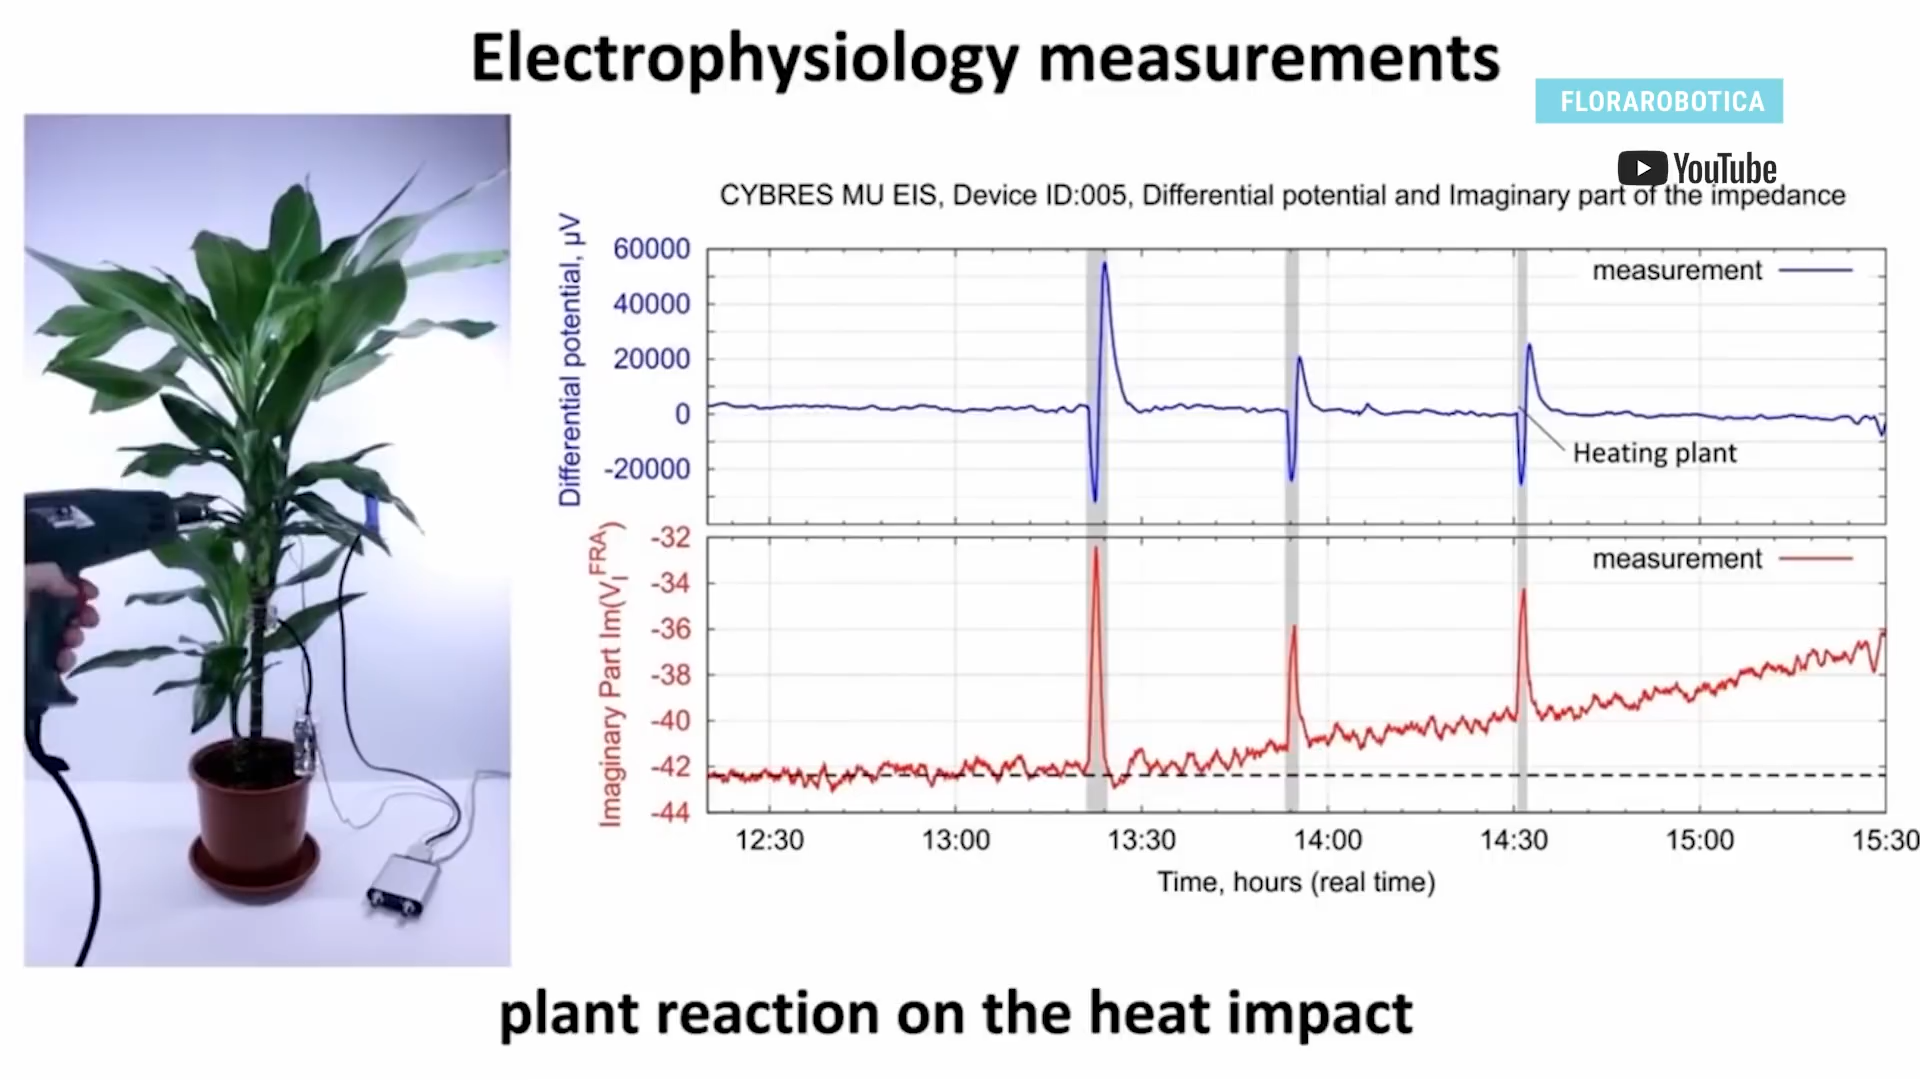 Electrophysiology measurements
FLORAROBOTICA
YouTube
CYBRES MU EIS, Device ID:005, Differential potential and Imaginary part of the impedance
Differential potential, µV
60000
40000
20000
0
-20000
measurement
Heating plant
Imaginary Part Im(V_I^FRA)
-32
-34
-36
-38
-40
-42
-44
measurement
12:30 13:00 13:30 14:00 14:30 15:00 15:30
Time, hours (real time)
plant reaction on the heat impact